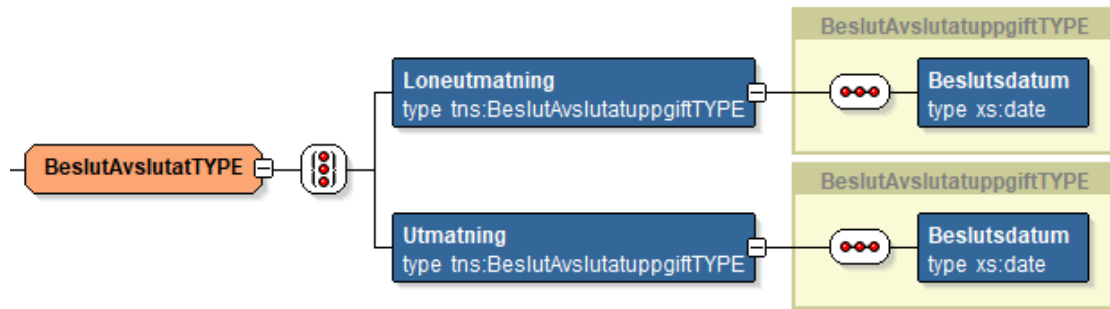 BeslutAvslutatuppgiftTYPE
Loneutmatning
type tns:BeslutAvslutatuppgiftTYPE
Beslutsdatum
type xs:date
BeslutAvslutatTYPE
BeslutAvslutatuppgiftTYPE
Utmatning
type tns:BeslutAvslutatuppgiftTYPE
Beslutsdatum
type xs:date